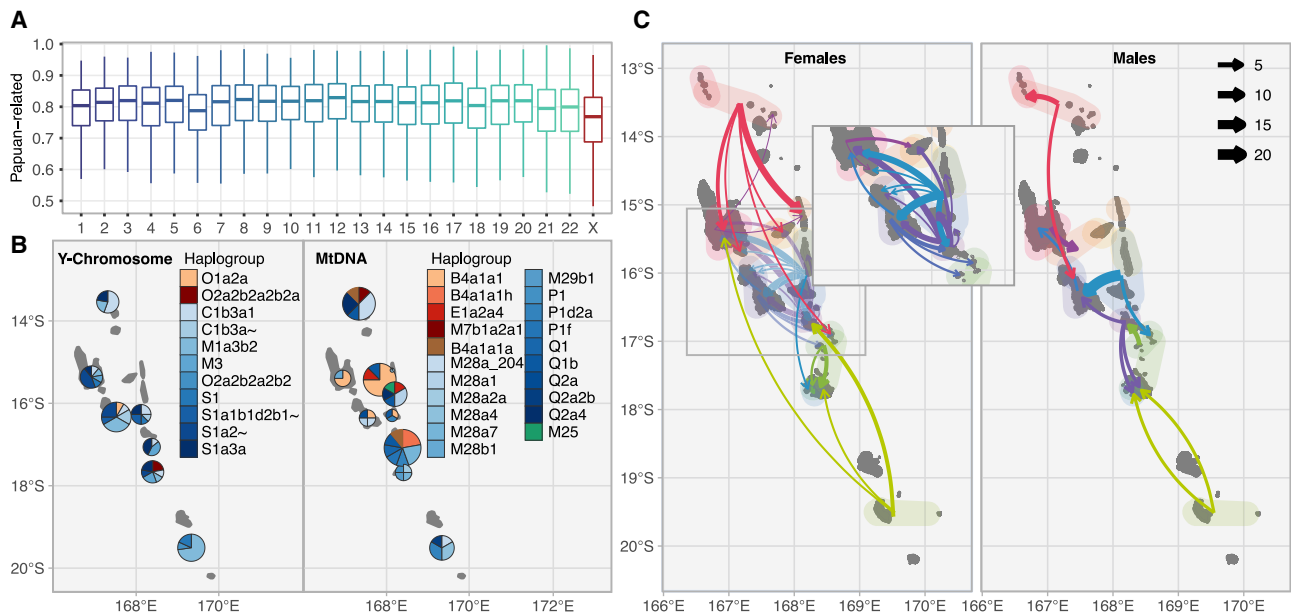 A
Papuan−related
1.0
0.9
0.8
0.7
0.6
0.5
1 2 3 4 5 6 7 8 9 10 11 12 13 14 15 16 17 18 19 20 21 22 X
B
Y-Chromosome
Haplogroup
O1a2a
O2a2b2a2b2a
C1b3a1
C1b3a~
M1a3b2
M3
O2a2b2a2b2
S1
S1a1b1d2b1~
S1a2~
S1a3a
MtDNA
Haplogroup
B4a1a1
B4a1a1h
E1a2a4
M7b1a2a1
B4a1a1a
M28a_204
M28a1
M28a2a
M28a4
M28a7
M28b1
M29b1
P1
P1d2a
P1f
Q1
Q1b
Q2a
Q2a2b
Q2a4
M25
14°S
16°S
18°S
20°S
168°E 170°E 168°E 170°E 172°E
C
Females
Males
5
10
15
20
13°S
14°S
15°S
16°S
17°S
18°S
19°S
20°S
166°E 167°E 168°E 169°E 170°E 166°E 167°E 168°E 169°E 170°E